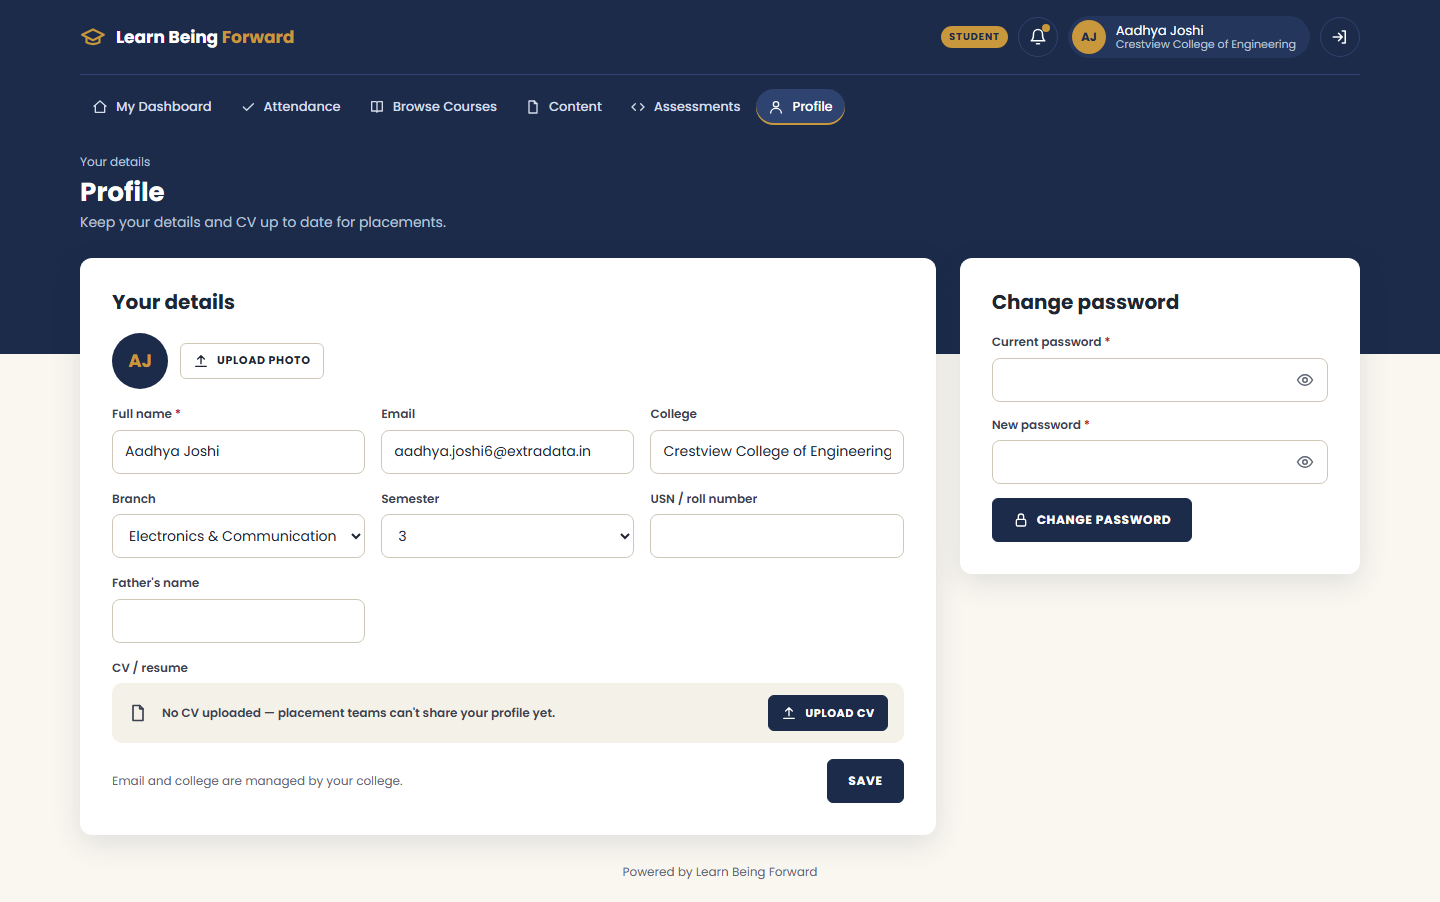 Learn Being Forward
STUDENT
AJ
Aadhya Joshi
Crestview College of Engineering
My Dashboard
Attendance
Browse Courses
Content
Assessments
Profile
Your details
Profile
Keep your details and CV up to date for placements.
Your details
AJ
UPLOAD PHOTO
Full name *
Email
College
Aadhya Joshi
aadhya.joshi6@extradata.in
Crestview College of Engineering
Branch
Semester
USN / roll number
Electronics & Communication
3
Father's name
CV / resume
No CV uploaded — placement teams can't share your profile yet.
UPLOAD CV
Email and college are managed by your college.
SAVE
Change password
Current password *
New password *
CHANGE PASSWORD
Powered by Learn Being Forward